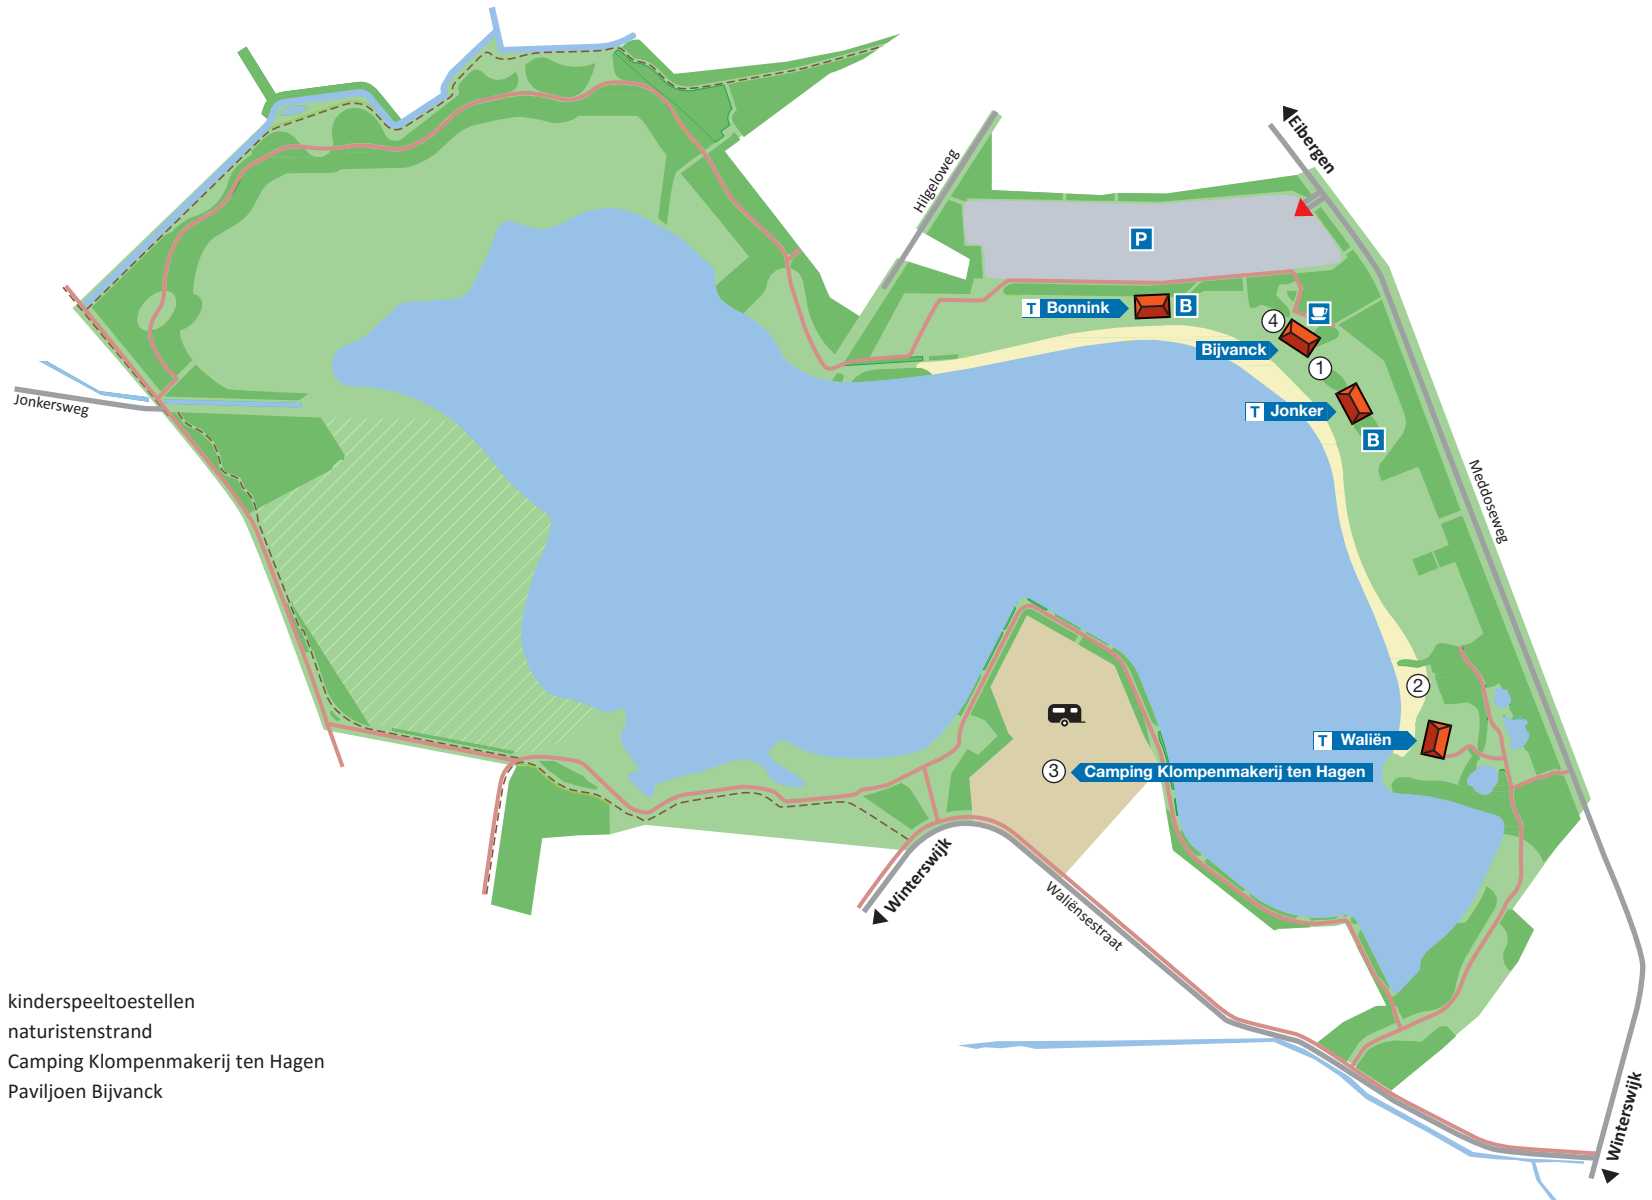 Eibergen
Hilgeloweg
P
T Bonnink
B
4
Bijvanck
1
T Jonker
B
Jonkersweg
Meddoseweg
2
T Waliën
3
Camping Klompenmakerij ten Hagen
Winterswijk
Waliënsestraat
kinderspeeltoestellen
naturistenstrand
Camping Klompenmakerij ten Hagen
Paviljoen Bijvanck
Winterswijk